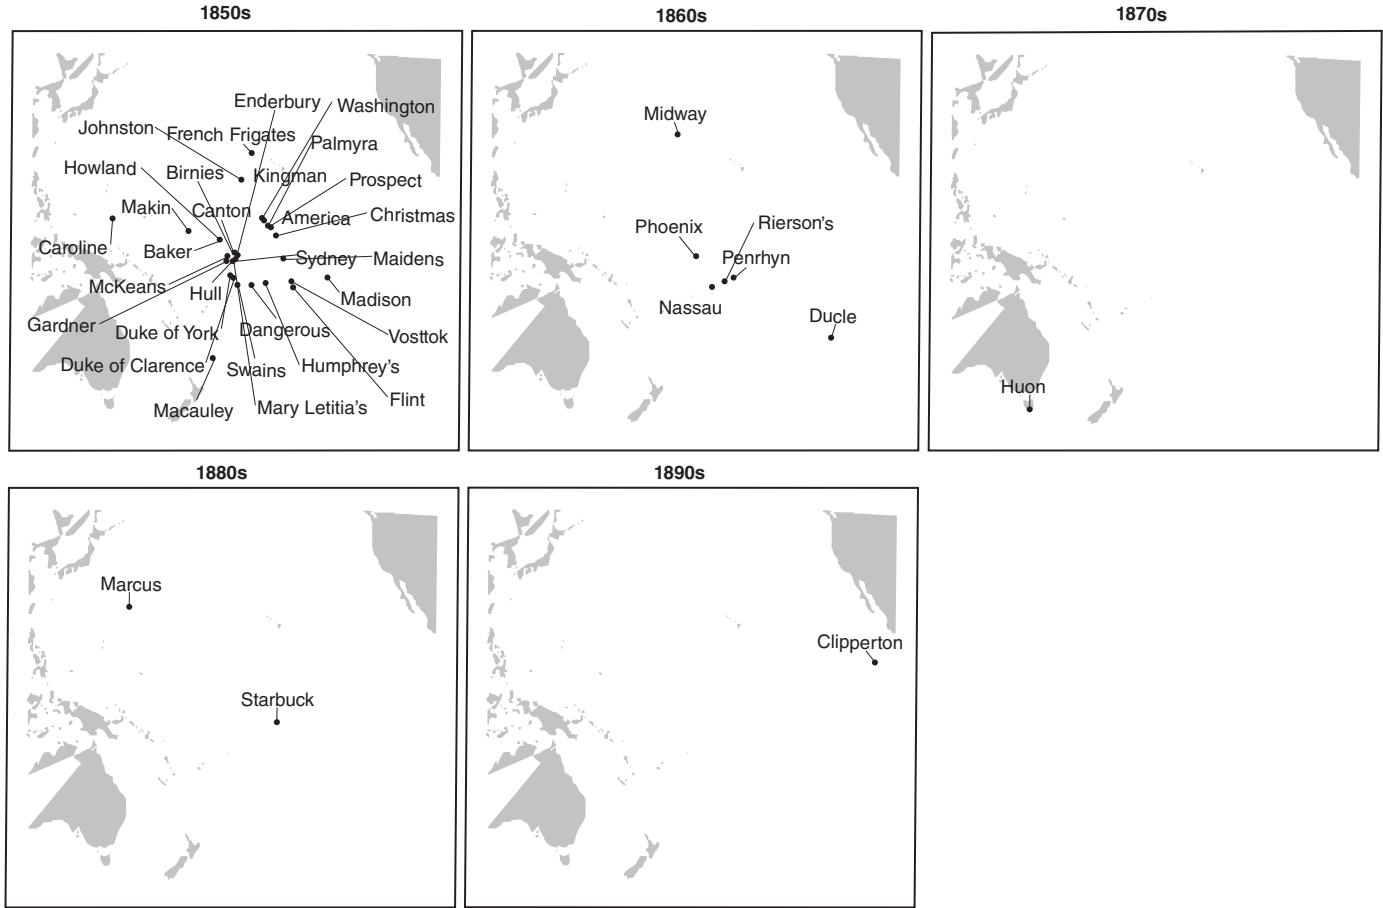 1850s
1860s
1870s
Enderbury
Washington
Johnston
French Frigates
Palmyra
Howland
Birnies
Kingman
Prospect
Makin
Canton
America
Christmas
Caroline
Baker
Sydney
Maidens
McKeans
Hull
Madison
Gardner
Duke of York
Dangerous
Vosttok
Duke of Clarence
Swains
Humphrey's
Macauley
Mary Letitia's
Flint
Midway
Phoenix
Rierson's
Penrhyn
Nassau
Ducle
Huon
1880s
1890s
Marcus
Starbuck
Clipperton